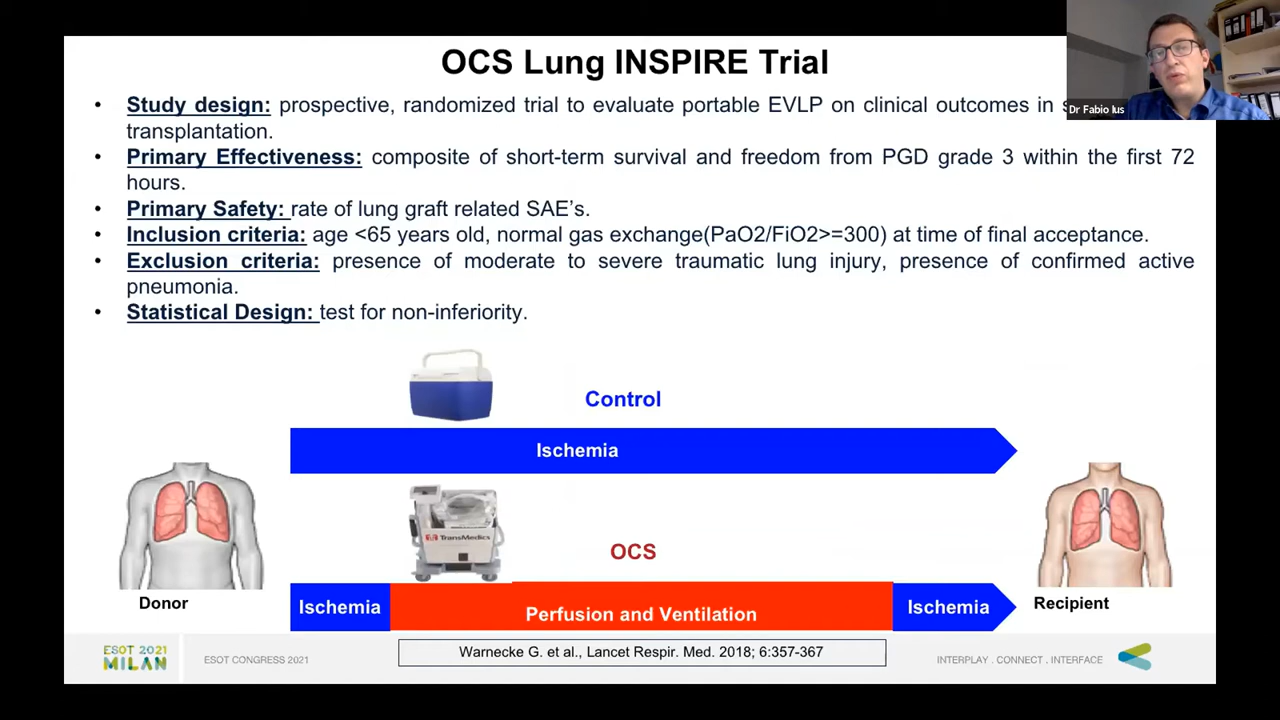 OCS Lung INSPIRE Trial
Dr Fabio Ius
• Study design: prospective, randomized trial to evaluate portable EVLP on clinical outcomes in
transplantation.
• Primary Effectiveness: composite of short-term survival and freedom from PGD grade 3 within the first 72
hours.
• Primary Safety: rate of lung graft related SAE's.
• Inclusion criteria: age <65 years old, normal gas exchange(PaO2/FiO2>=300) at time of final acceptance.
• Exclusion criteria: presence of moderate to severe traumatic lung injury, presence of confirmed active
pneumonia.
• Statistical Design: test for non-inferiority.
Control
Ischemia
TransMedics
OCS
Ischemia
Perfusion and Ventilation
Ischemia
Donor
Recipient
ESOT 2021
MILAN
ESOT CONGRESS 2021
Warnecke G. et al., Lancet Respir. Med. 2018; 6:357-367
INTERPLAY . CONNECT . INTERFACE